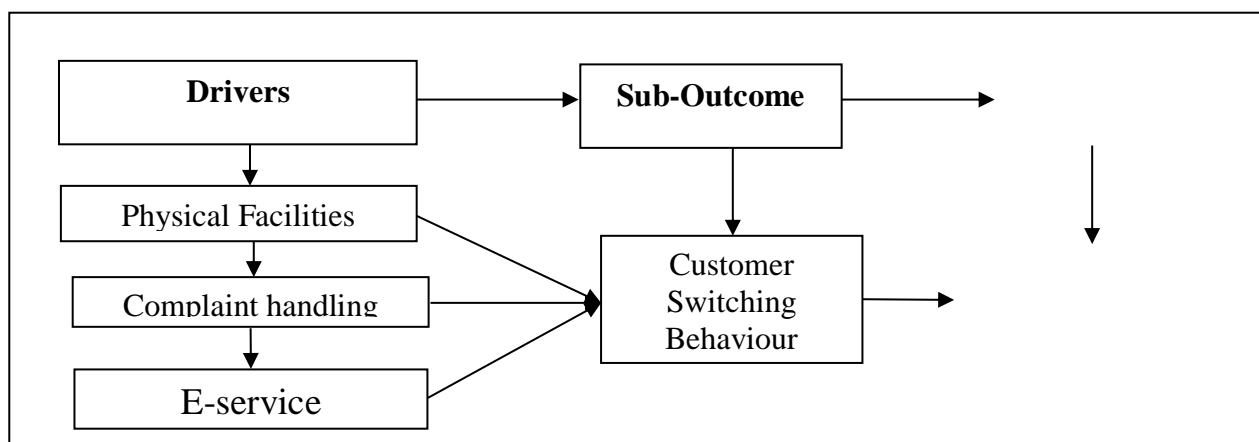 Drivers
Sub-Outcome
Physical Facilities
Complaint handling
E-service
Customer
Switching
Behaviour